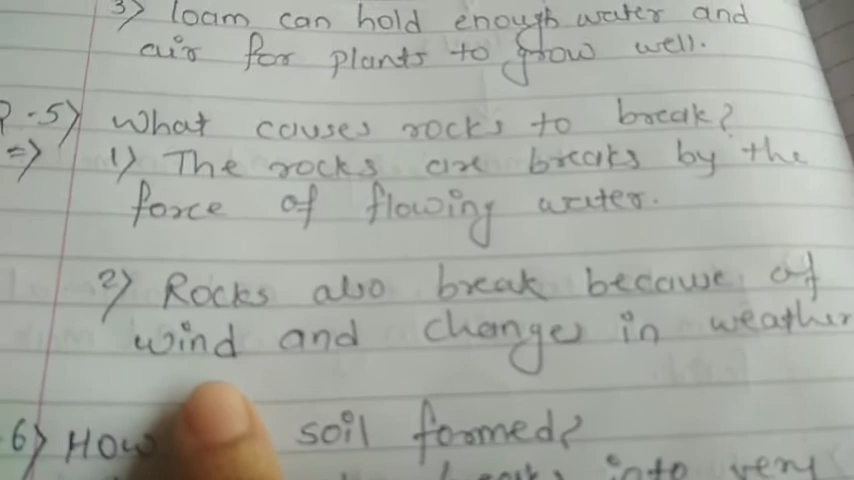 3) loam can hold enough water and
air for plants to grow well.
Q-5) What causes rocks to break?
=> 1) The rocks are breaks by the
force of flowing water.
2) Rocks also break because of
wind and changes in weather
6) How soil formed?
into very